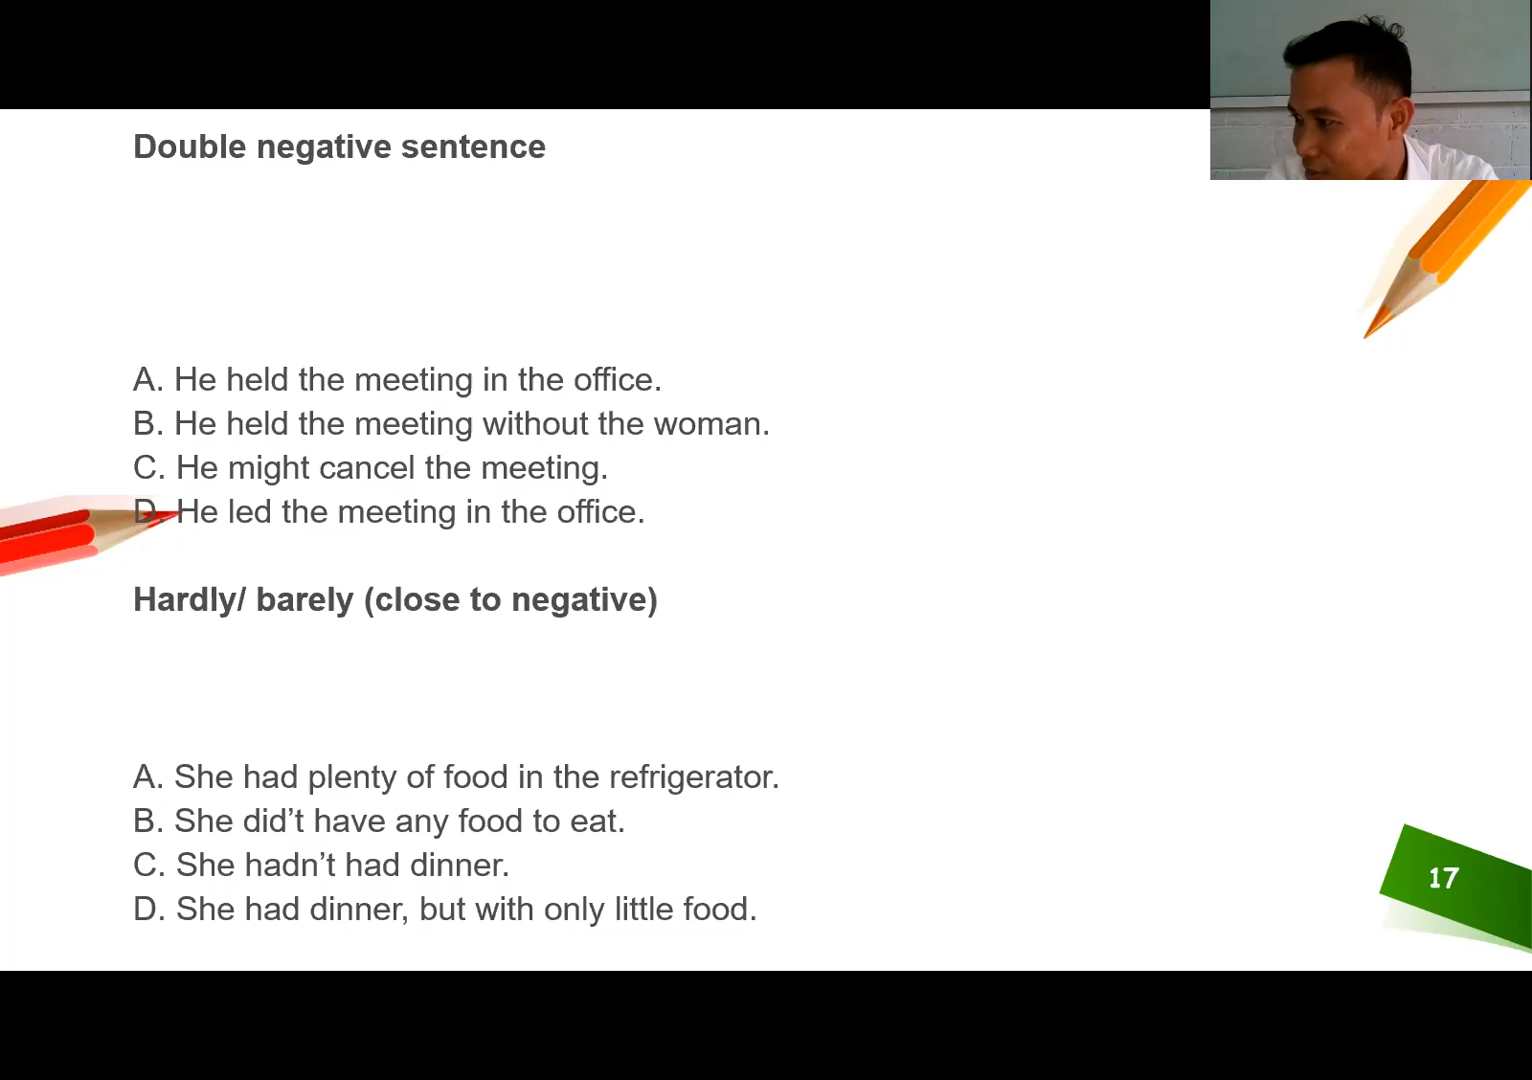 Double negative sentence
A. He held the meeting in the office.
B. He held the meeting without the woman.
C. He might cancel the meeting.
D. He led the meeting in the office.
Hardly/ barely (close to negative)
A. She had plenty of food in the refrigerator.
B. She did’t have any food to eat.
C. She hadn’t had dinner.
D. She had dinner, but with only little food.
17